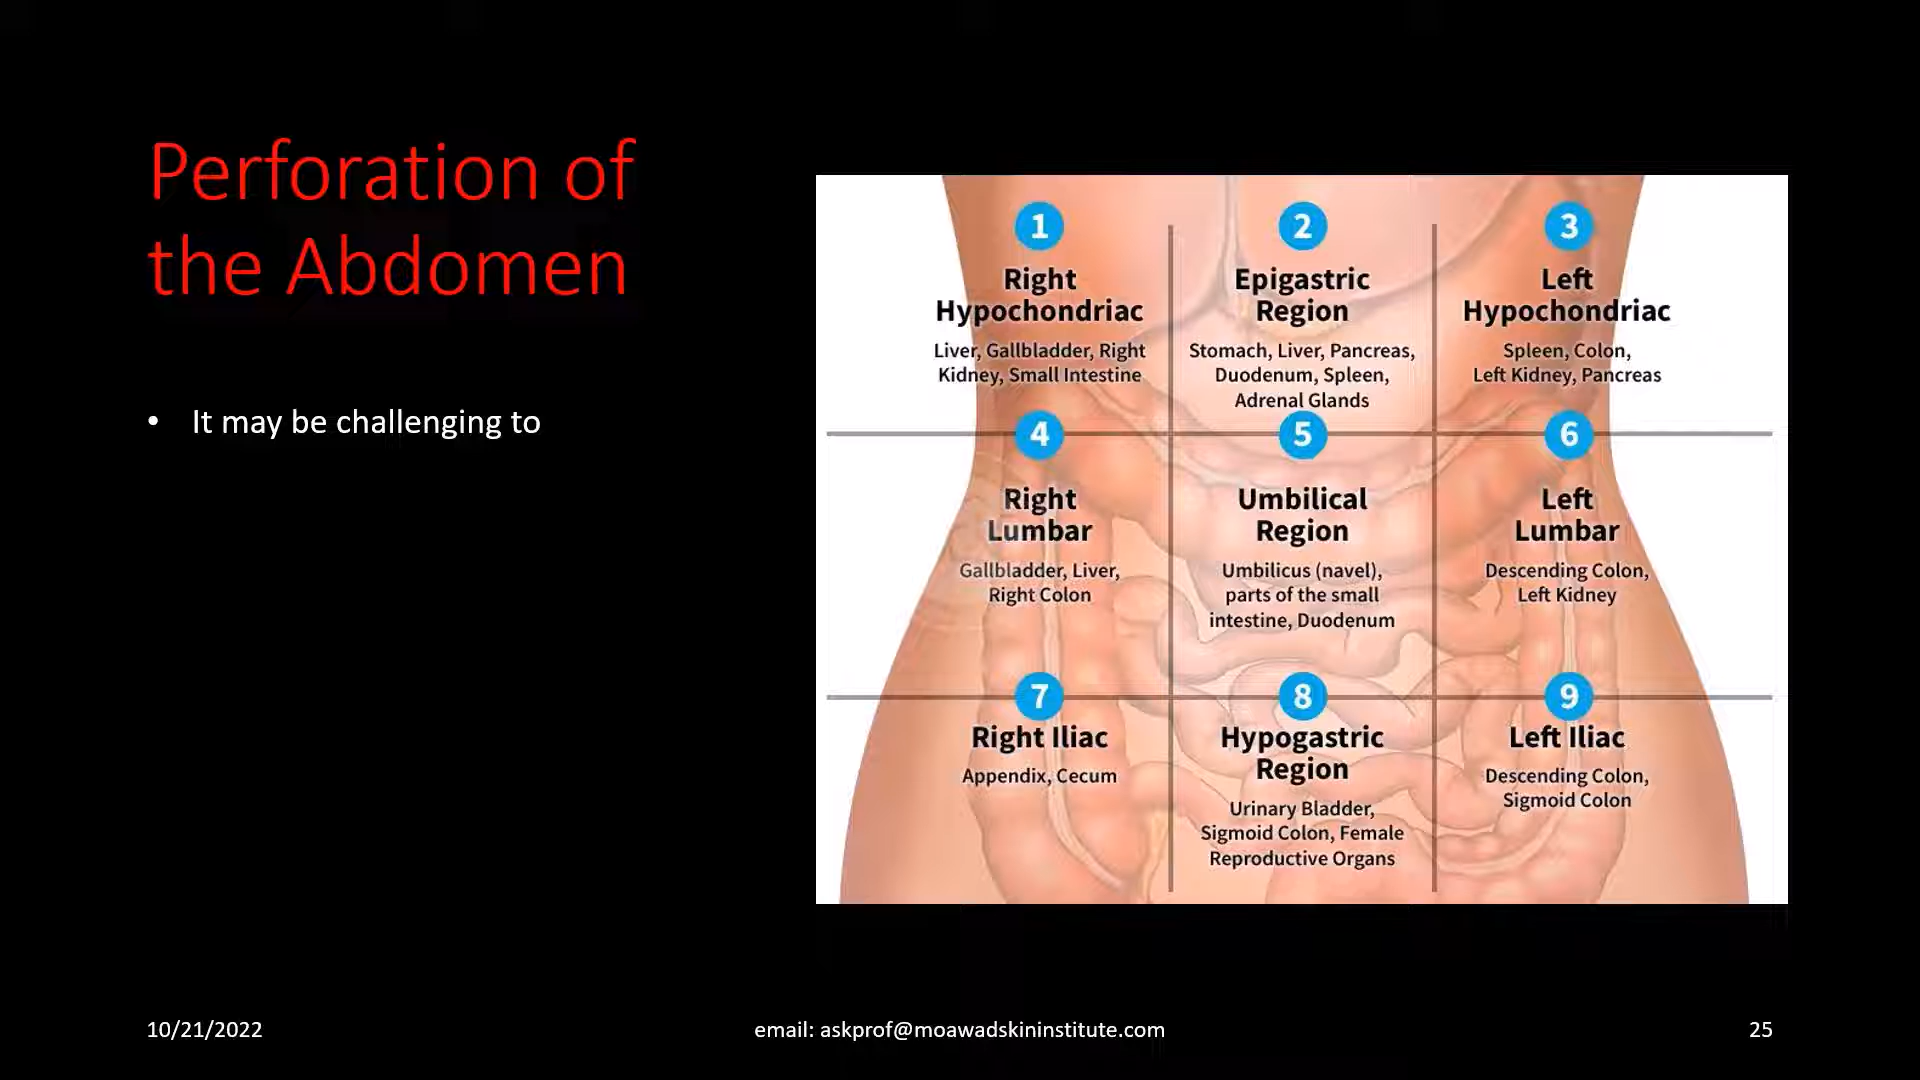 Perforation of
the Abdomen
• It may be challenging to
1
Right
Hypochondriac
Liver, Gallbladder, Right
Kidney, Small Intestine
2
Epigastric
Region
Stomach, Liver, Pancreas,
Duodenum, Spleen,
Adrenal Glands
3
Left
Hypochondriac
Spleen, Colon,
Left Kidney, Pancreas
4
Right
Lumbar
Gallbladder, Liver,
Right Colon
5
Umbilical
Region
Umbilicus (navel),
parts of the small
intestine, Duodenum
6
Left
Lumbar
Descending Colon,
Left Kidney
7
Right Iliac
Appendix, Cecum
8
Hypogastric
Region
Urinary Bladder,
Sigmoid Colon, Female
Reproductive Organs
9
Left Iliac
Descending Colon,
Sigmoid Colon
10/21/2022
email: askprof@moawadskininstitute.com
25